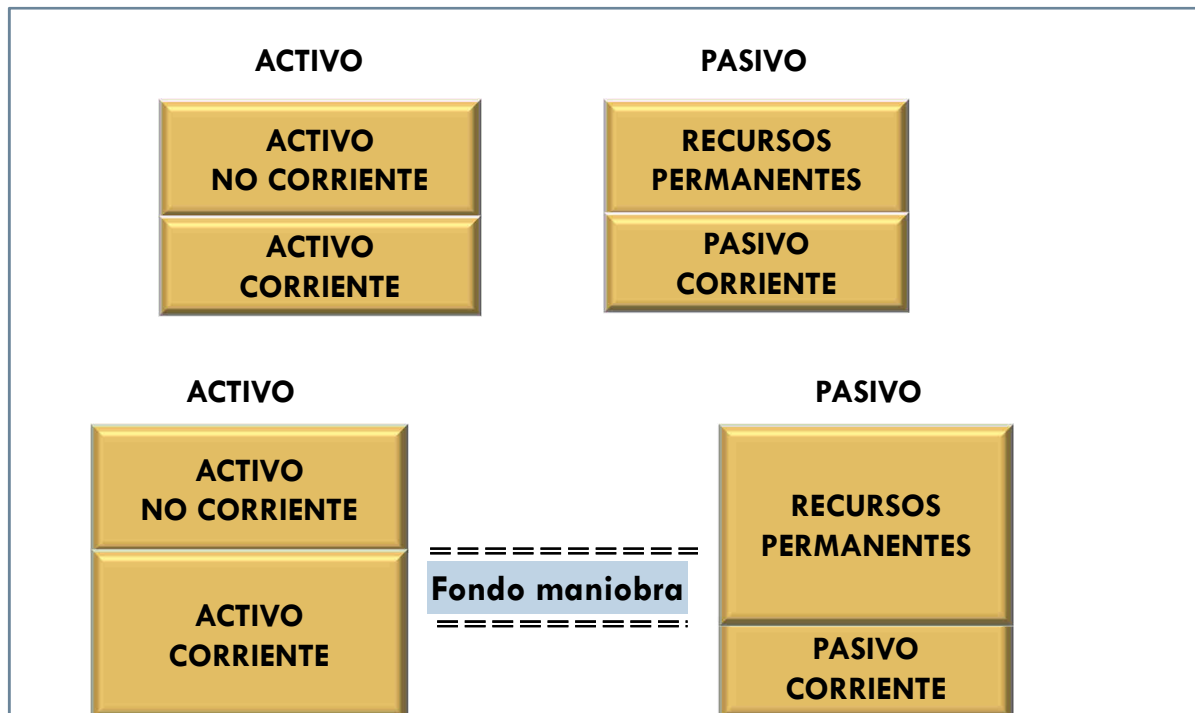 ACTIVO
PASIVO
ACTIVO
NO CORRIENTE
RECURSOS
PERMANENTES
ACTIVO
CORRIENTE
PASIVO
CORRIENTE
ACTIVO
PASIVO
ACTIVO
NO CORRIENTE
RECURSOS
PERMANENTES
Fondo maniobra
ACTIVO
CORRIENTE
PASIVO
CORRIENTE